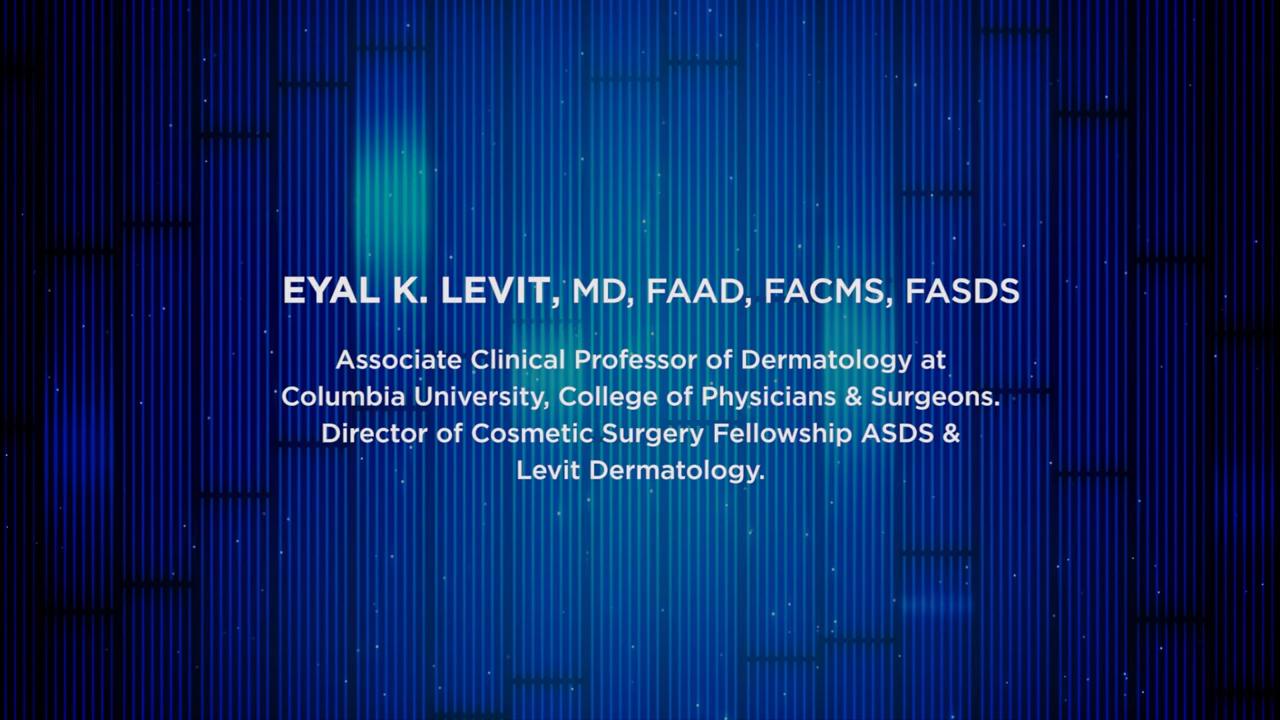 EYAL K. LEVIT, MD, FAAD, FACMS, FASDS
Associate Clinical Professor of Dermatology at
Columbia University, College of Physicians & Surgeons.
Director of Cosmetic Surgery Fellowship ASDS &
Levit Dermatology.